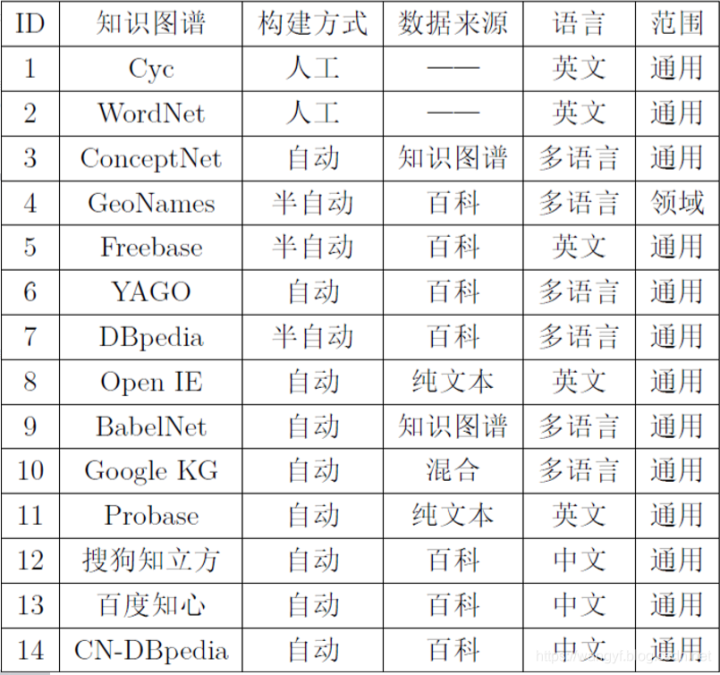 ID 知识图谱 构建方式 数据来源 语言 范围
1 Cyc 人工 —— 英文 通用
2 WordNet 人工 —— 英文 通用
3 ConceptNet 自动 知识图谱 多语言 通用
4 GeoNames 半自动 百科 多语言 领域
5 Freebase 半自动 百科 英文 通用
6 YAGO 自动 百科 多语言 通用
7 DBpedia 半自动 百科 多语言 通用
8 Open IE 自动 纯文本 英文 通用
9 BabelNet 自动 知识图谱 多语言 通用
10 Google KG 自动 混合 多语言 通用
11 Probase 自动 纯文本 英文 通用
12 搜狗知立方 自动 百科 中文 通用
13 百度知心 自动 百科 中文 通用
14 CN-DBpedia 自动 百科 中文 通用